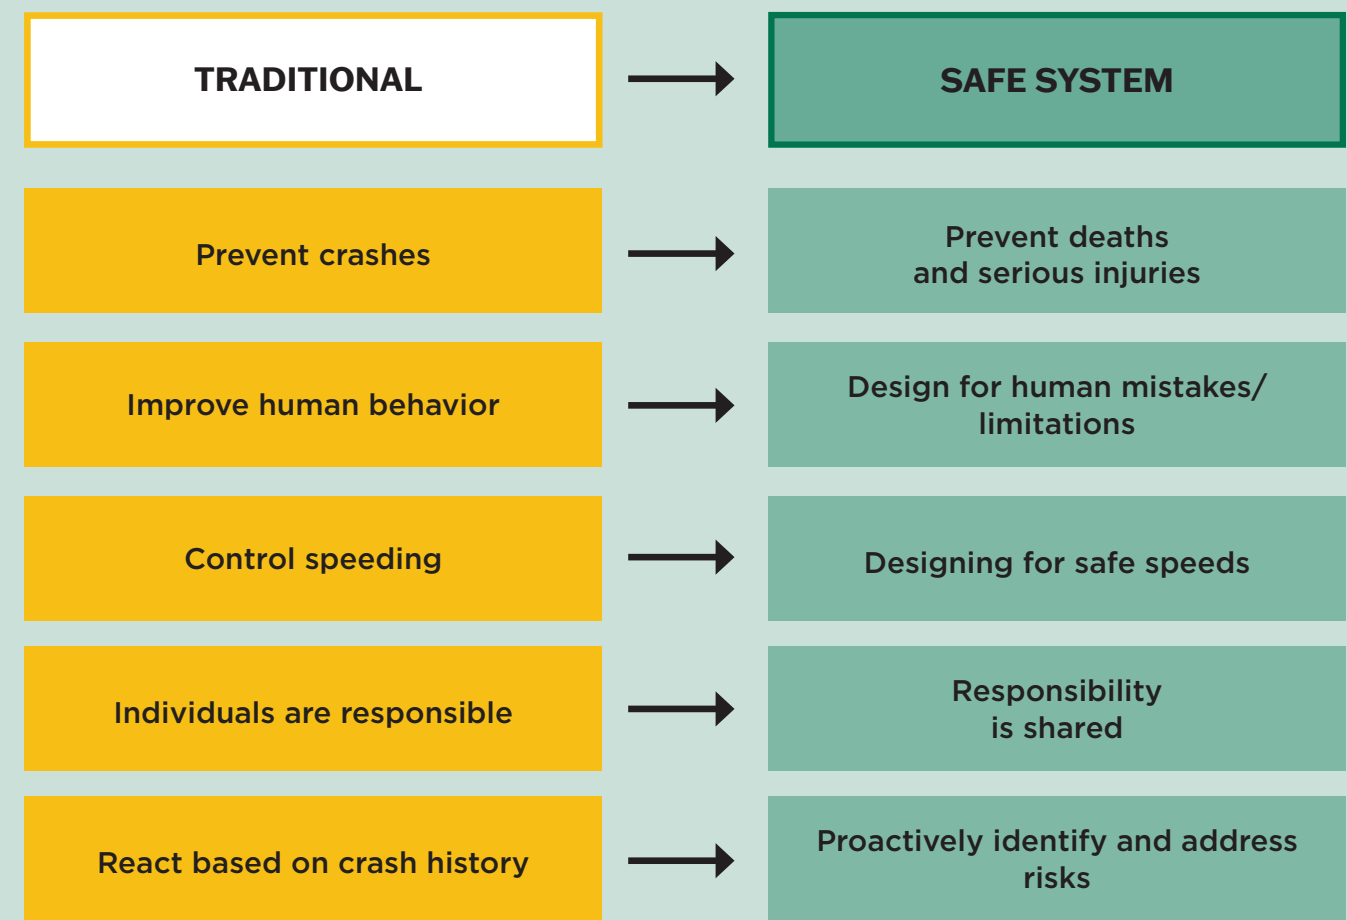 TRADITIONAL
SAFE SYSTEM
Prevent crashes
Prevent deaths
and serious injuries
Improve human behavior
Design for human mistakes/
limitations
Control speeding
Designing for safe speeds
Individuals are responsible
Responsibility
is shared
React based on crash history
Proactively identify and address
risks